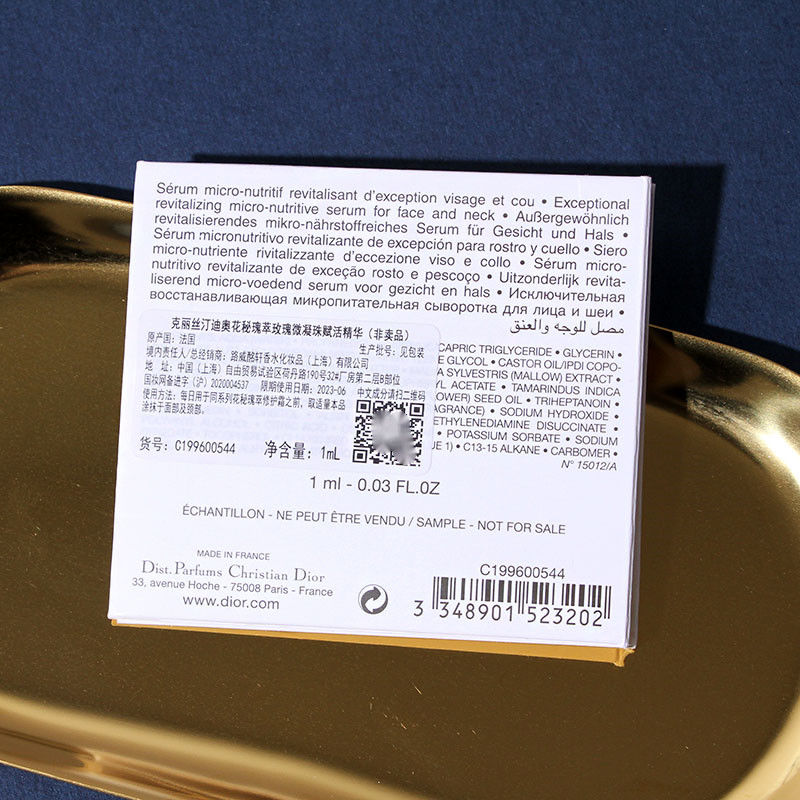 Sérum micro-nutritif revitalisant d'exception visage et cou • Exceptional
revitalizing micro-nutritive serum for face and neck • Außergewöhnlich
revitalisierendes mikro-nährstoffreiches Serum für Gesicht und Hals •
Sérum micronutritivo revitalizante de excepción para rostro y cuello • Siero
micro-nutriente rivitalizzante d'eccezione viso e collo • Sérum micro-
nutritivo revitalizante de exceção rosto e pescoço • Uitzonderlijk revita-
liserend micro-voedend serum voor gezicht en hals • Исключительная
восстанавливающая микропитательная сыворотка для лица и шеи •
مصل للوجه والعنق
克丽丝汀迪奥花秘瑰萃玫瑰微凝珠赋活精华（非卖品）
原产国：法国 生产批号：见包装
境内责任人/总经销商：路威酩轩香水化妆品（上海）有限公司
地 址：中国（上海）自由贸易试验区荷丹路190号32#厂房第二层B部位
国妆网备进字（沪）2020004637 限期使用日期：2023-06 中文成分请扫二维码
使用方法：每日用于同系列花秘瑰萃修护霜之前，取适量本品
涂抹于面部及颈部。
货号：C199600544 净含量：1mL
CAPRIC TRIGLYCERIDE • GLYCERIN •
GLYCOL • CASTOR OIL/IPDI COPO-
SYLVESTRIS (MALLOW) EXTRACT •
ACETATE • TAMARINDUS INDICA
SEED OIL • TRIHEPTANOIN •
SODIUM HYDROXIDE •
DISUCCINATE •
• POTASSIUM SORBATE • SODIUM
1) • C13-15 ALKANE • CARBOMER •
N° 15012/A
1 ml - 0.03 FL.OZ
ÉCHANTILLON - NE PEUT ÊTRE VENDU / SAMPLE - NOT FOR SALE
MADE IN FRANCE
Dist. Parfums Christian Dior
33, avenue Hoche - 75008 Paris - France
www.dior.com
C199600544
3 348901 523202